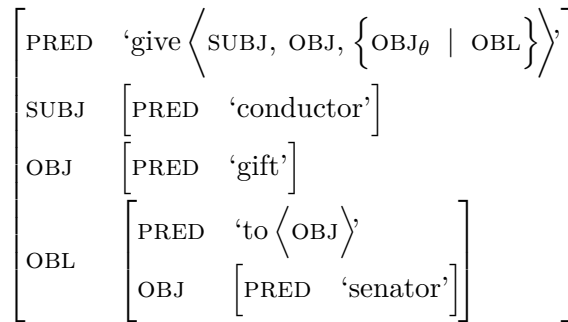 PRED ‘give⟨SUBJ, OBJ, {OBJθ | OBL}⟩’
SUBJ [PRED ‘conductor’]
OBJ [PRED ‘gift’]
OBL [PRED ‘to⟨OBJ⟩’
OBJ [PRED ‘senator’]]